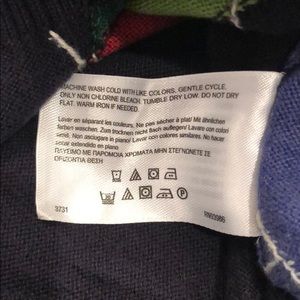 MACHINE WASH COLD WITH LIKE COLORS, GENTLE CYCLE.
ONLY NON CHLORINE BLEACH. TUMBLE DRY LOW. DO NOT DRY
FLAT. WARM IRON IF NEEDED.
Laver en séparant les couleurs, Ne pas sécher à plat/ Mit ähnlichen
farben waschen. Zum trocknen nicht flach auflegen/ Lavare con colori
simili. Non asciugare in piano/ Lavar con colores similares. No
secar extendido en plano
ΠΛΥΣΙΜΟ ΜΕ ΠΑΡΟΜΟΙΑ ΧΡΩΜΑΤΑ ΜΗΝ ΣΤΕΓΝΩΝΕΤΕ ΣΕ
ΟΡΙΖΟΝΤΙΑ ΘΕΣΗ
3731
RN93986